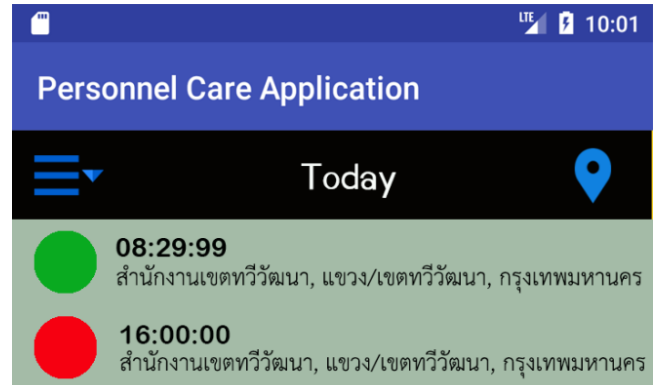 LTE 10:01
Personnel Care Application
Today
08:29:99
สำนักงานเขตทวีวัฒนา, แขวง/เขตทวีวัฒนา, กรุงเทพมหานคร
16:00:00
สำนักงานเขตทวีวัฒนา, แขวง/เขตทวีวัฒนา, กรุงเทพมหานคร